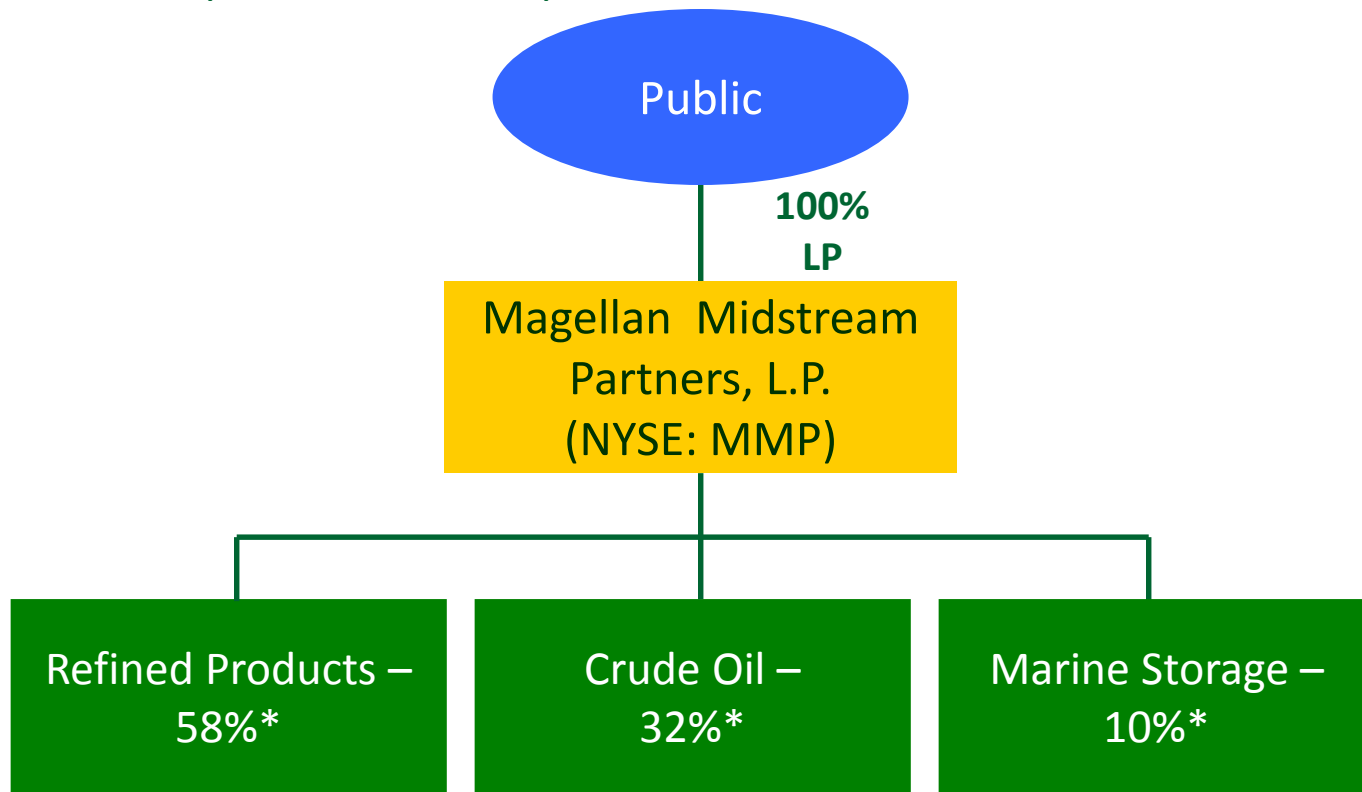 Public
100%
LP
Magellan Midstream
Partners, L.P.
(NYSE: MMP)
Refined Products –
58%*
Crude Oil –
32%*
Marine Storage –
10%*